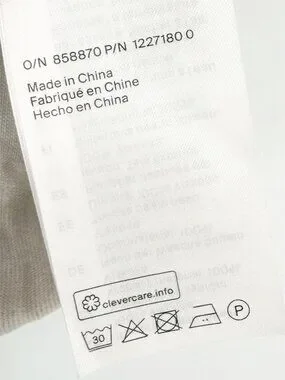 O/N 858870 P/N 1227180 0
Made in China
Fabriqué en Chine
Hecho en China
clevercare.info
30
P